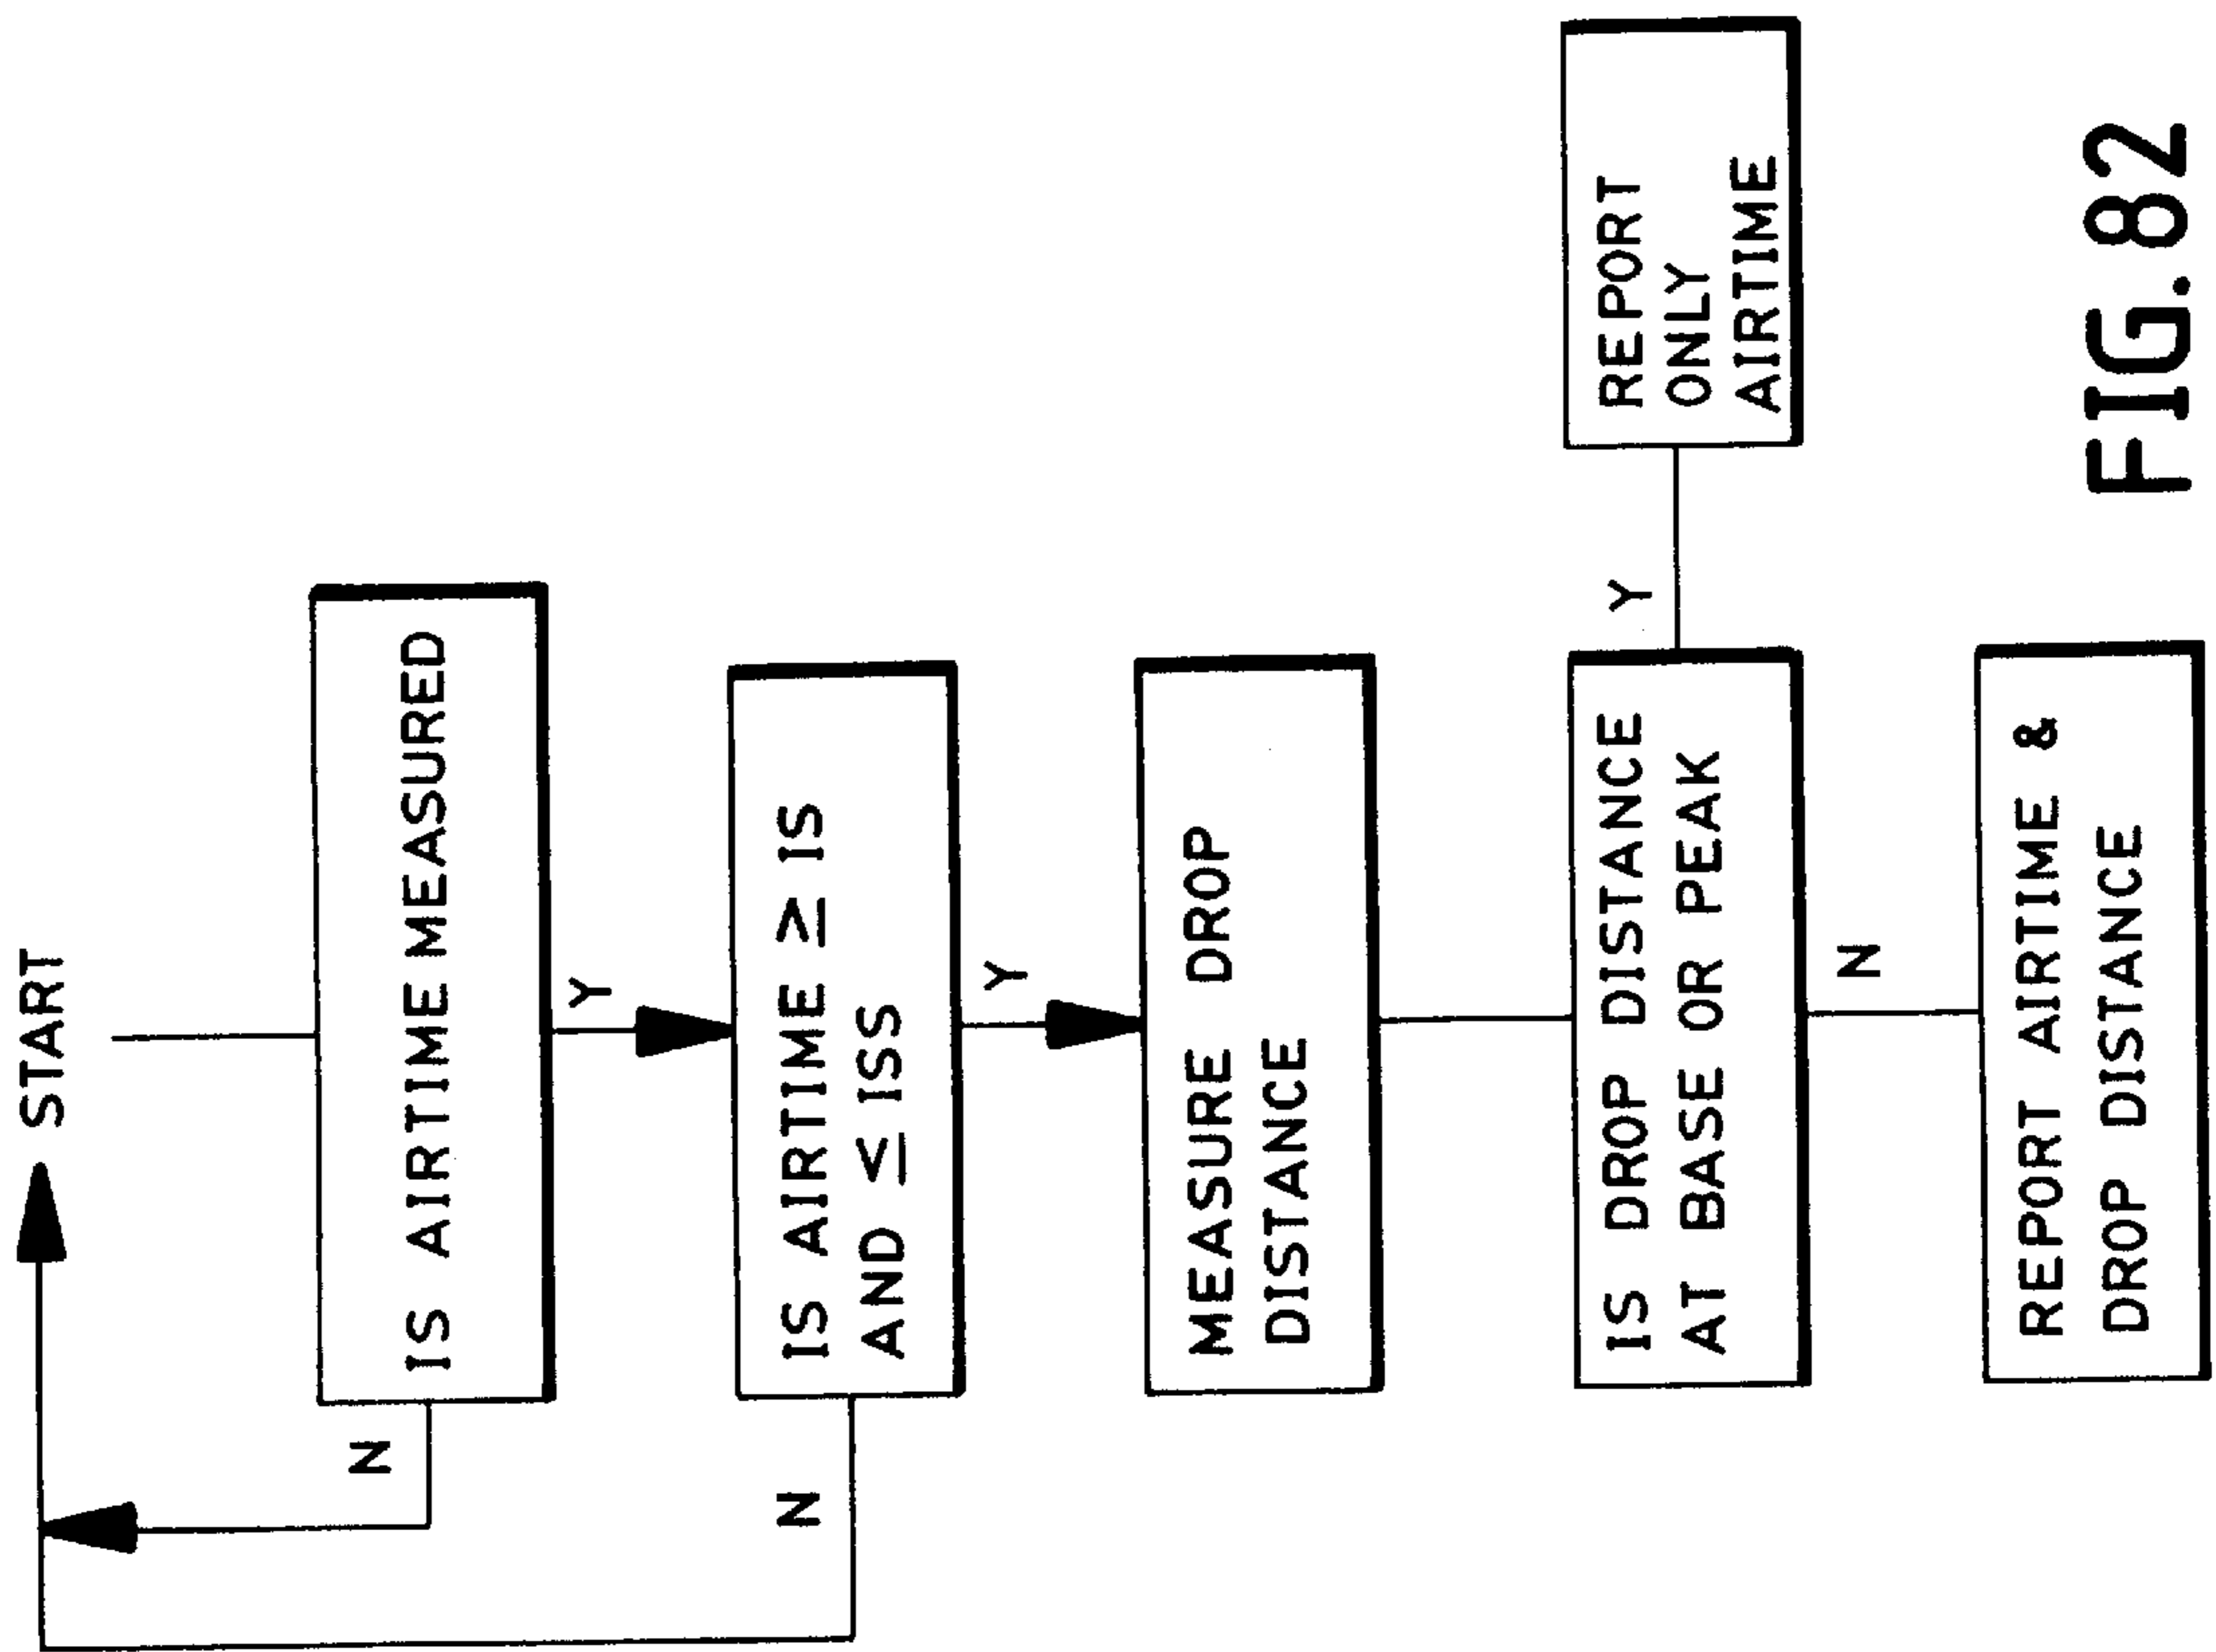 START
IS AIRTIME MEASURED
N
Y
IS AIRTIME ≥ IS
AND ≤ ISS
N
Y
MEASURE DROP
DISTANCE
IS DROP DISTANCE
AT BASE OR PEAK
Y
REPORT
ONLY
AIRTIME
N
REPORT AIRTIME &
DROP DISTANCE
FIG.82